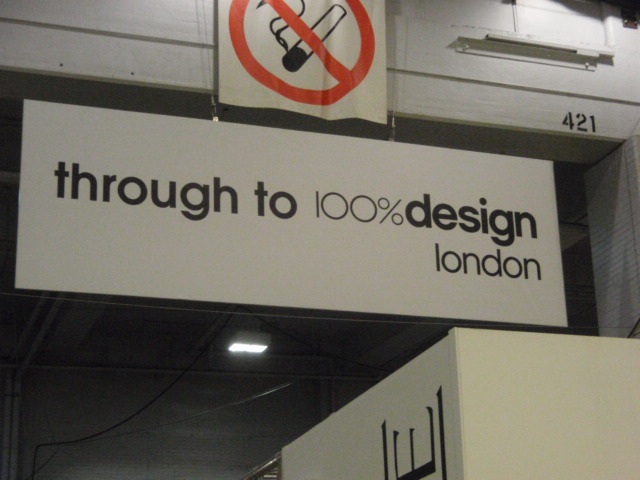 421
through to 100% design
london